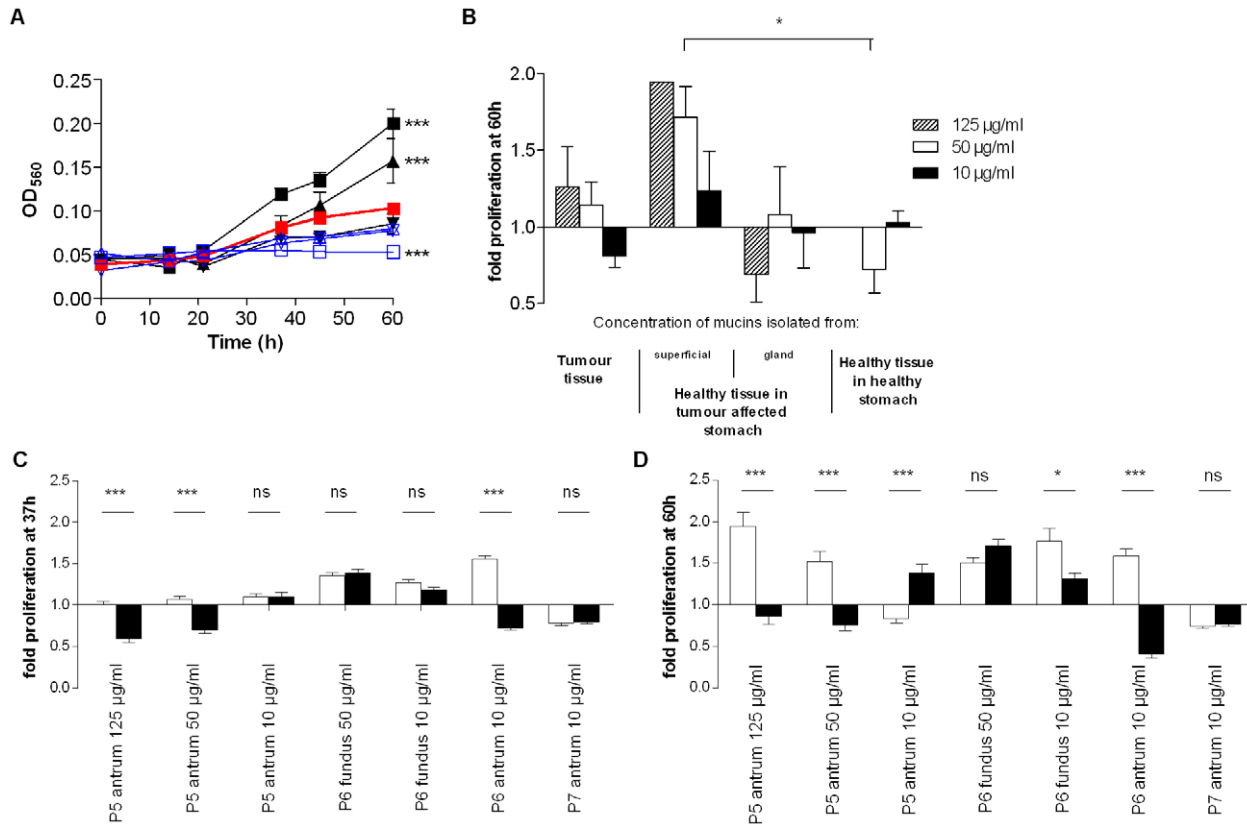 A
OD560
0.25
0.20
0.15
0.10
0.05
0.00
0 10 20 30 40 50 60
Time (h)
***
***
***
B
*
fold proliferation at 60h
2.0
1.5
1.0
0.5
125 µg/ml
50 µg/ml
10 µg/ml
Concentration of mucins isolated from:
Tumour
tissue
superficial
gland
Healthy tissue in
tumour affected
stomach
Healthy tissue
in healthy
stomach
C
fold proliferation at 37h
2.5
2.0
1.5
1.0
0.5
0.0
*** *** ns ns ns *** ns
P5 antrum 125 µg/ml
P5 antrum 50 µg/ml
P5 antrum 10 µg/ml
P6 fundus 50 µg/ml
P6 fundus 10 µg/ml
P6 antrum 10 µg/ml
P7 antrum 10 µg/ml
D
fold proliferation at 60h
2.5
2.0
1.5
1.0
0.5
0.0
*** *** *** ns * *** ns
P5 antrum 125 µg/ml
P5 antrum 50 µg/ml
P5 antrum 10 µg/ml
P6 fundus 50 µg/ml
P6 fundus 10 µg/ml
P6 antrum 10 µg/ml
P7 antrum 10 µg/ml